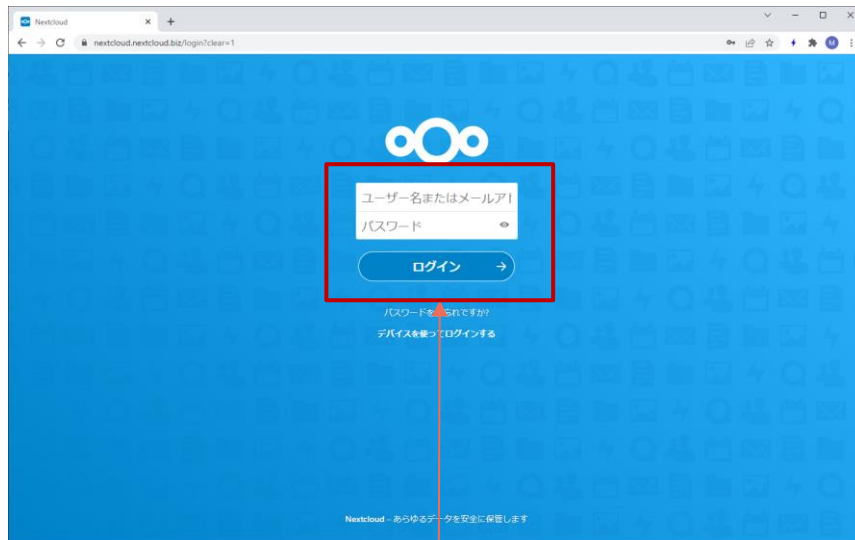 Nextcloud
nextcloud.nextcloud.biz/login?clear=1
M
ユーザー名またはメールア
パスワード
ログイン
パスワードを られですか?
デバイスを使ってログインする
Nextcloud – あらゆるデータを安全に保管します